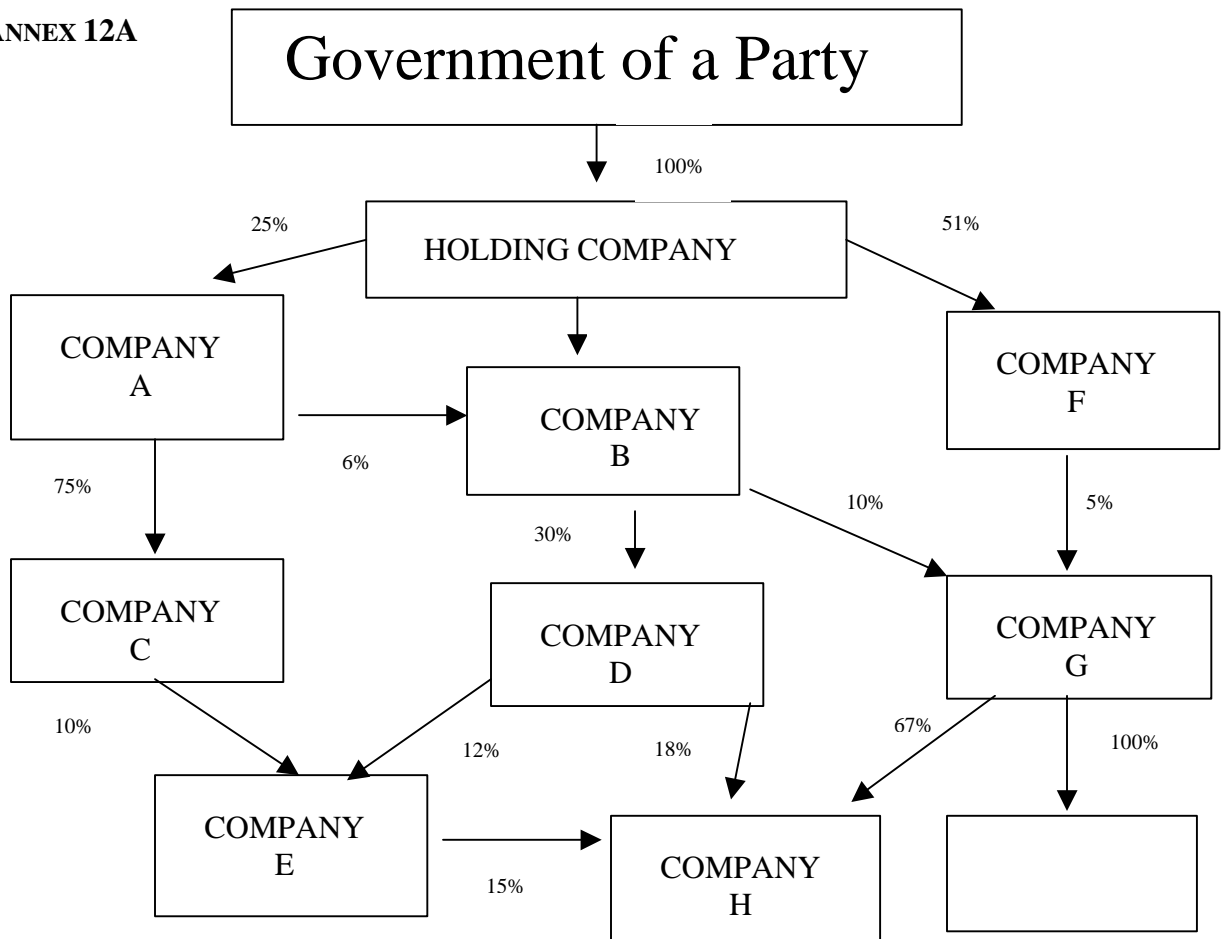 ANNEX 12A
Government of a Party
100%
25%
HOLDING COMPANY
51%
COMPANY
A
COMPANY
F
COMPANY
B
6%
75%
10%
5%
30%
COMPANY
C
COMPANY
D
COMPANY
G
10%
12%
18%
67%
100%
COMPANY
E
15%
COMPANY
H